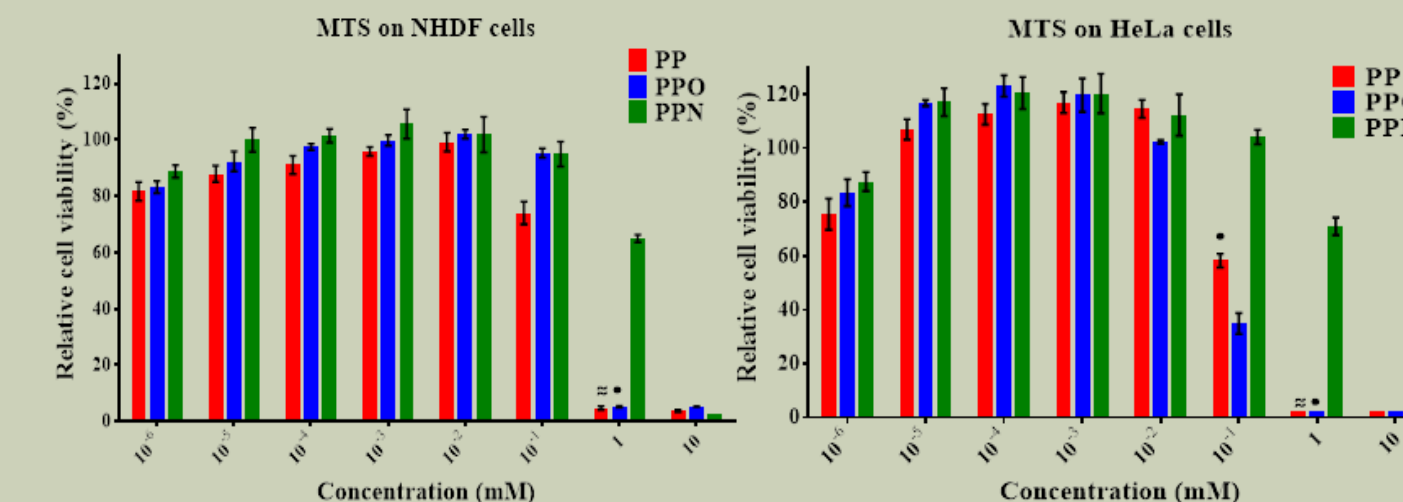 MTS on NHDF cells
PP
PPO
PPN
Relative cell viability (%)
120
100
80
60
40
20
0
≈ •
10⁻⁶ 10⁻⁵ 10⁻⁴ 10⁻³ 10⁻² 10⁻¹ 1 10
Concentration (mM)
MTS on HeLa cells
PP
PP
PP
Relative cell viability (%)
120
100
80
60
40
20
0
•
≈ •
10⁻⁶ 10⁻⁵ 10⁻⁴ 10⁻³ 10⁻² 10⁻¹ 1 10
Concentration (mM)